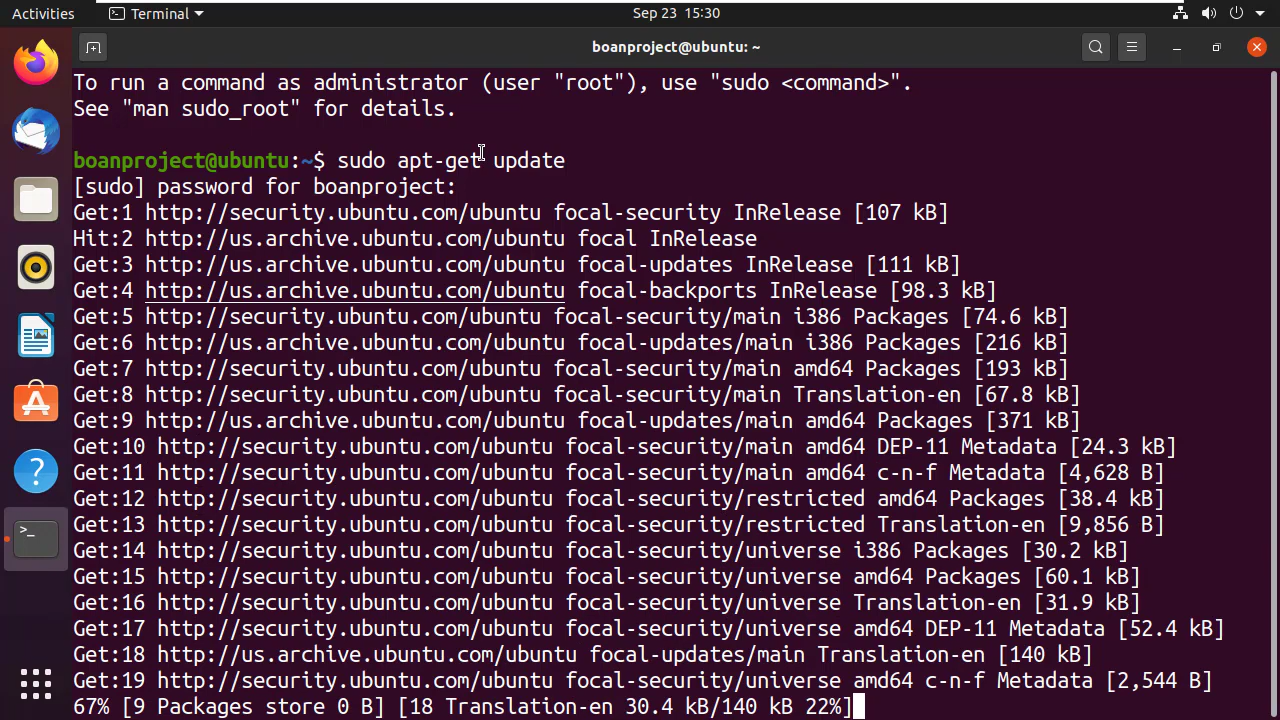 Activities Terminal Sep 23 15:30
boanproject@ubuntu: ~
To run a command as administrator (user "root"), use "sudo <command>".
See "man sudo_root" for details.
boanproject@ubuntu:~$ sudo apt-get update
[sudo] password for boanproject:
Get:1 http://security.ubuntu.com/ubuntu focal-security InRelease [107 kB]
Hit:2 http://us.archive.ubuntu.com/ubuntu focal InRelease
Get:3 http://us.archive.ubuntu.com/ubuntu focal-updates InRelease [111 kB]
Get:4 http://us.archive.ubuntu.com/ubuntu focal-backports InRelease [98.3 kB]
Get:5 http://security.ubuntu.com/ubuntu focal-security/main i386 Packages [74.6 kB]
Get:6 http://us.archive.ubuntu.com/ubuntu focal-updates/main i386 Packages [216 kB]
Get:7 http://security.ubuntu.com/ubuntu focal-security/main amd64 Packages [193 kB]
Get:8 http://security.ubuntu.com/ubuntu focal-security/main Translation-en [67.8 kB]
Get:9 http://us.archive.ubuntu.com/ubuntu focal-updates/main amd64 Packages [371 kB]
Get:10 http://security.ubuntu.com/ubuntu focal-security/main amd64 DEP-11 Metadata [24.3 kB]
Get:11 http://security.ubuntu.com/ubuntu focal-security/main amd64 c-n-f Metadata [4,628 B]
Get:12 http://security.ubuntu.com/ubuntu focal-security/restricted amd64 Packages [38.4 kB]
Get:13 http://security.ubuntu.com/ubuntu focal-security/restricted Translation-en [9,856 B]
Get:14 http://security.ubuntu.com/ubuntu focal-security/universe i386 Packages [30.2 kB]
Get:15 http://security.ubuntu.com/ubuntu focal-security/universe amd64 Packages [60.1 kB]
Get:16 http://security.ubuntu.com/ubuntu focal-security/universe Translation-en [31.9 kB]
Get:17 http://security.ubuntu.com/ubuntu focal-security/universe amd64 DEP-11 Metadata [52.4 kB]
Get:18 http://us.archive.ubuntu.com/ubuntu focal-updates/main Translation-en [140 kB]
Get:19 http://security.ubuntu.com/ubuntu focal-security/universe amd64 c-n-f Metadata [2,544 B]
67% [9 Packages store 0 B] [18 Translation-en 30.4 kB/140 kB 22%]